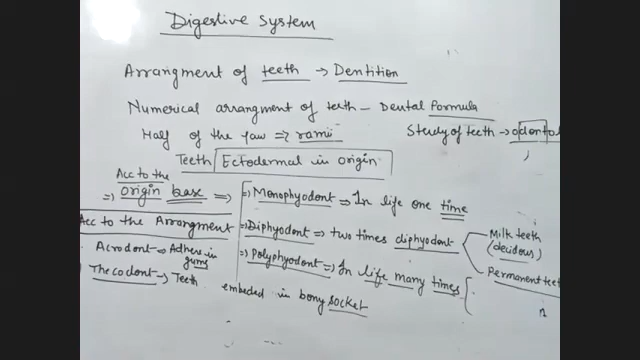 Digestive System
Arrangment of teeth → Dentition
Numerical arrangment of teeth - Dental Formula
Half of the jaw ⇒ rami
Study of teeth → odontol
Teeth Ectodermal in origin
Acc to the
⇒ origin base ⇒
⇒ Monophyodont ⇒ In life one time
⇒ Diphyodont ⇒ two times diphyodont
Milk teeth
(decidous)
Permanent teet
⇒ Polyphyodont ⇒ In life many times
Acc to the Arrangment
Acrodont → Adhere in
gums
Thecodont → Teeth embeded in bony socket